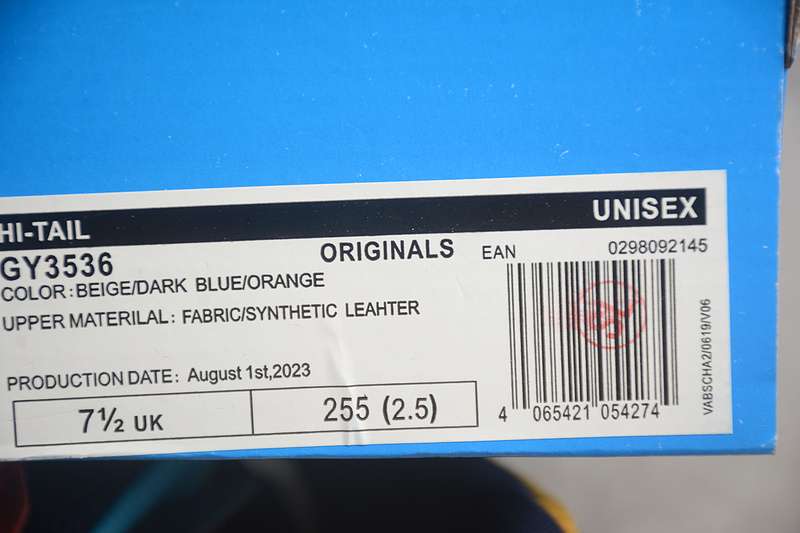 HI-TAIL
UNISEX
GY3536
ORIGINALS
EAN
0298092145
COLOR:BEIGE/DARK BLUE/ORANGE
UPPER MATERILAL: FABRIC/SYNTHETIC LEAHTER
PRODUCTION DATE: August 1st,2023
7½ UK
255 (2.5)
4 065421 054274
VABSCHA2/0619/V06